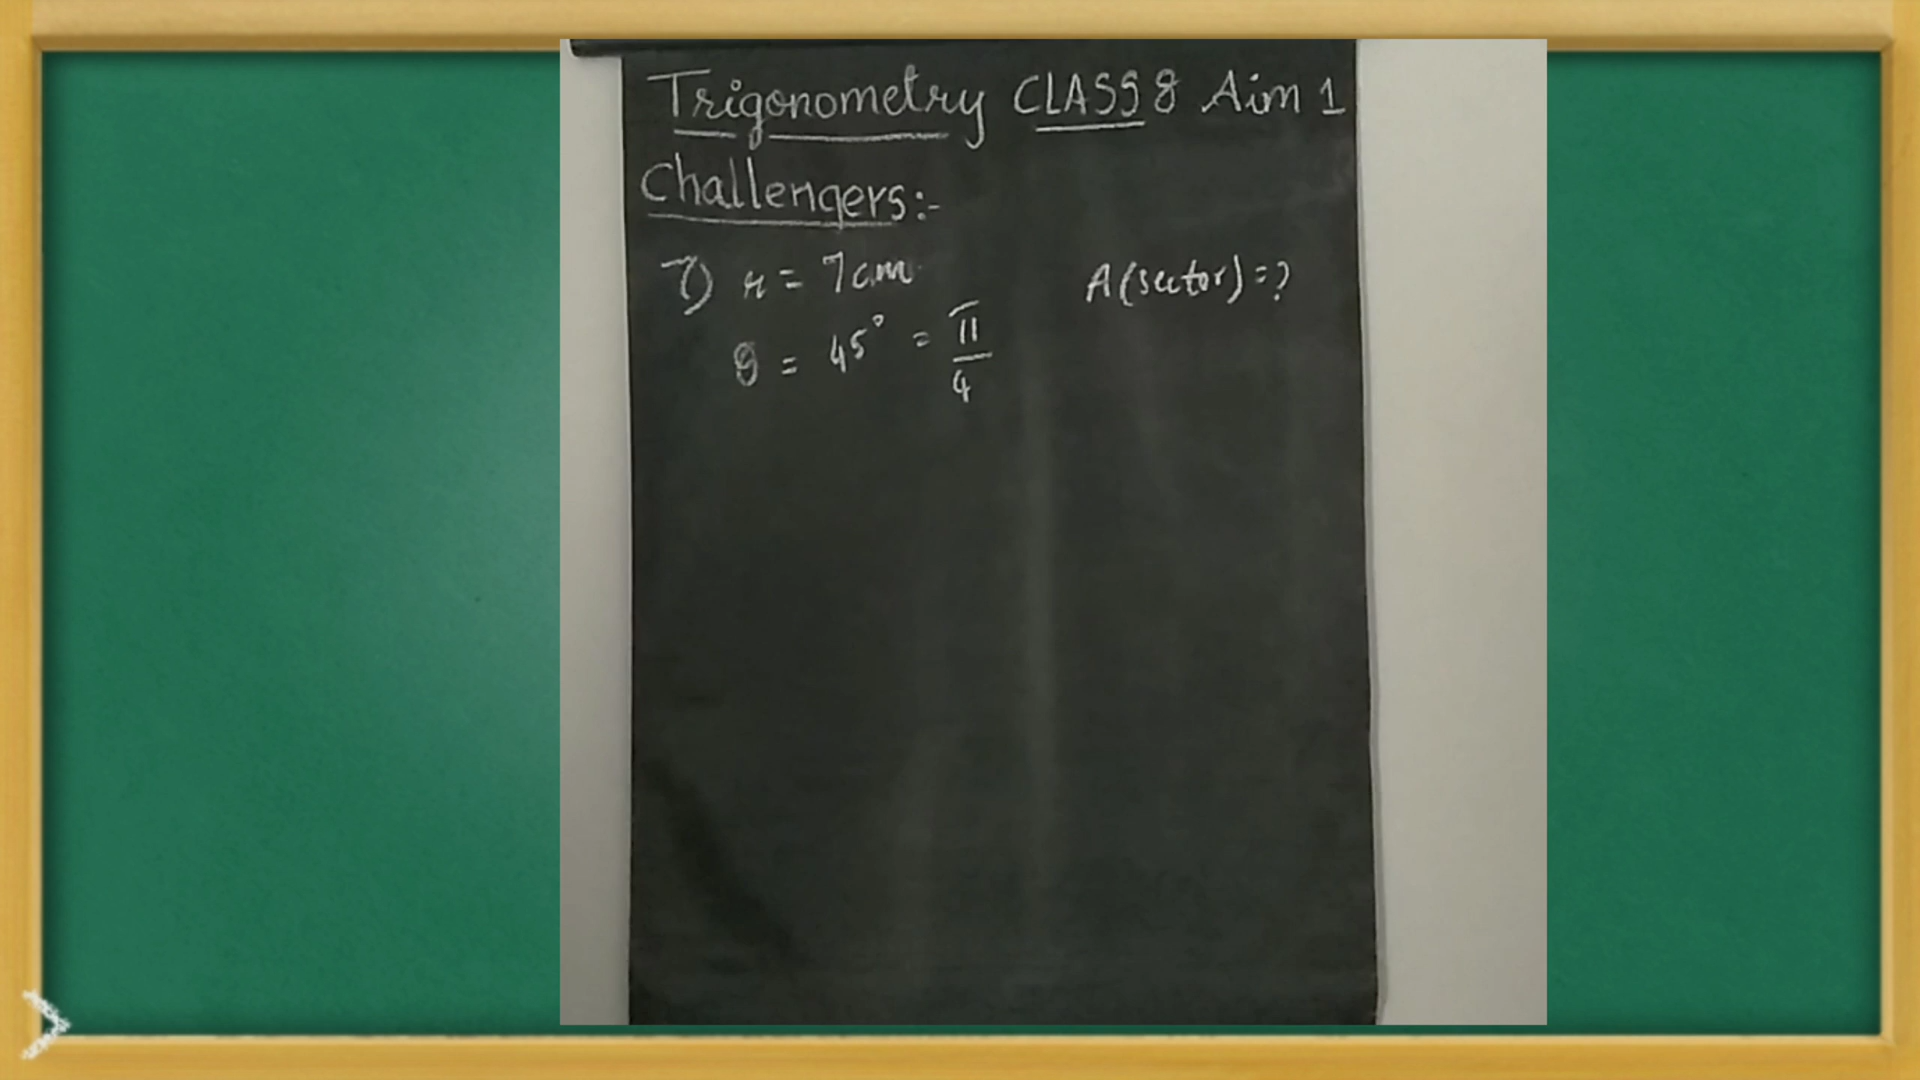 Trigonometry CLASS 8 Aim 1
Challengers:-
7) r = 7cm A(sector) = ?
θ = 45° = π/4